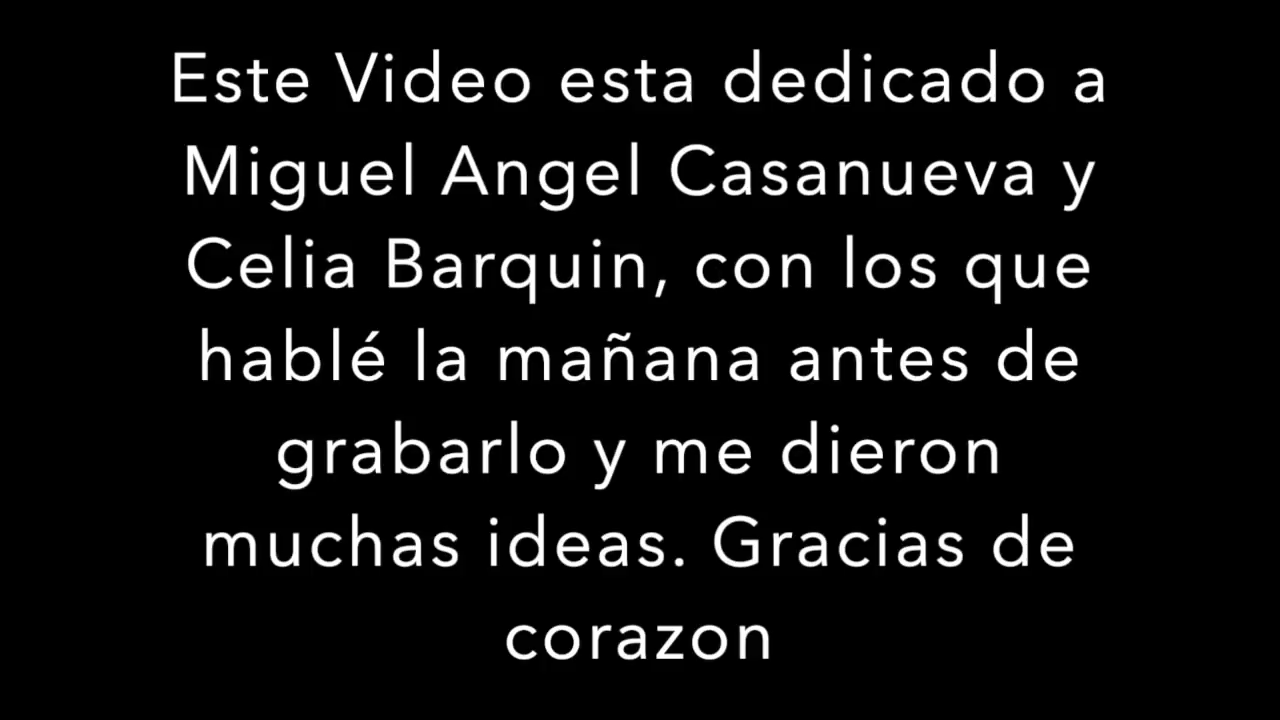 Este Video esta dedicado a
Miguel Angel Casanueva y
Celia Barquin, con los que
hablé la mañana antes de
grabarlo y me dieron
muchas ideas. Gracias de
corazon